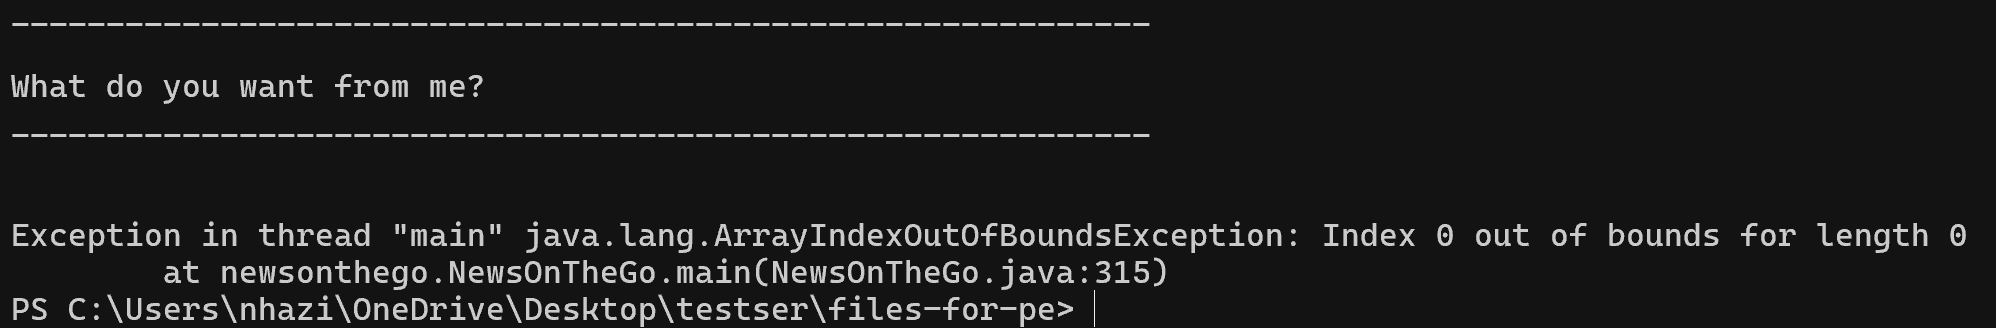 ------------------------------------------------------------
What do you want from me?
------------------------------------------------------------
Exception in thread "main" java.lang.ArrayIndexOutOfBoundsException: Index 0 out of bounds for length 0
at newsonthego.NewsOnTheGo.main(NewsOnTheGo.java:315)
PS C:\Users\nhazi\OneDrive\Desktop\testser\files-for-pe>